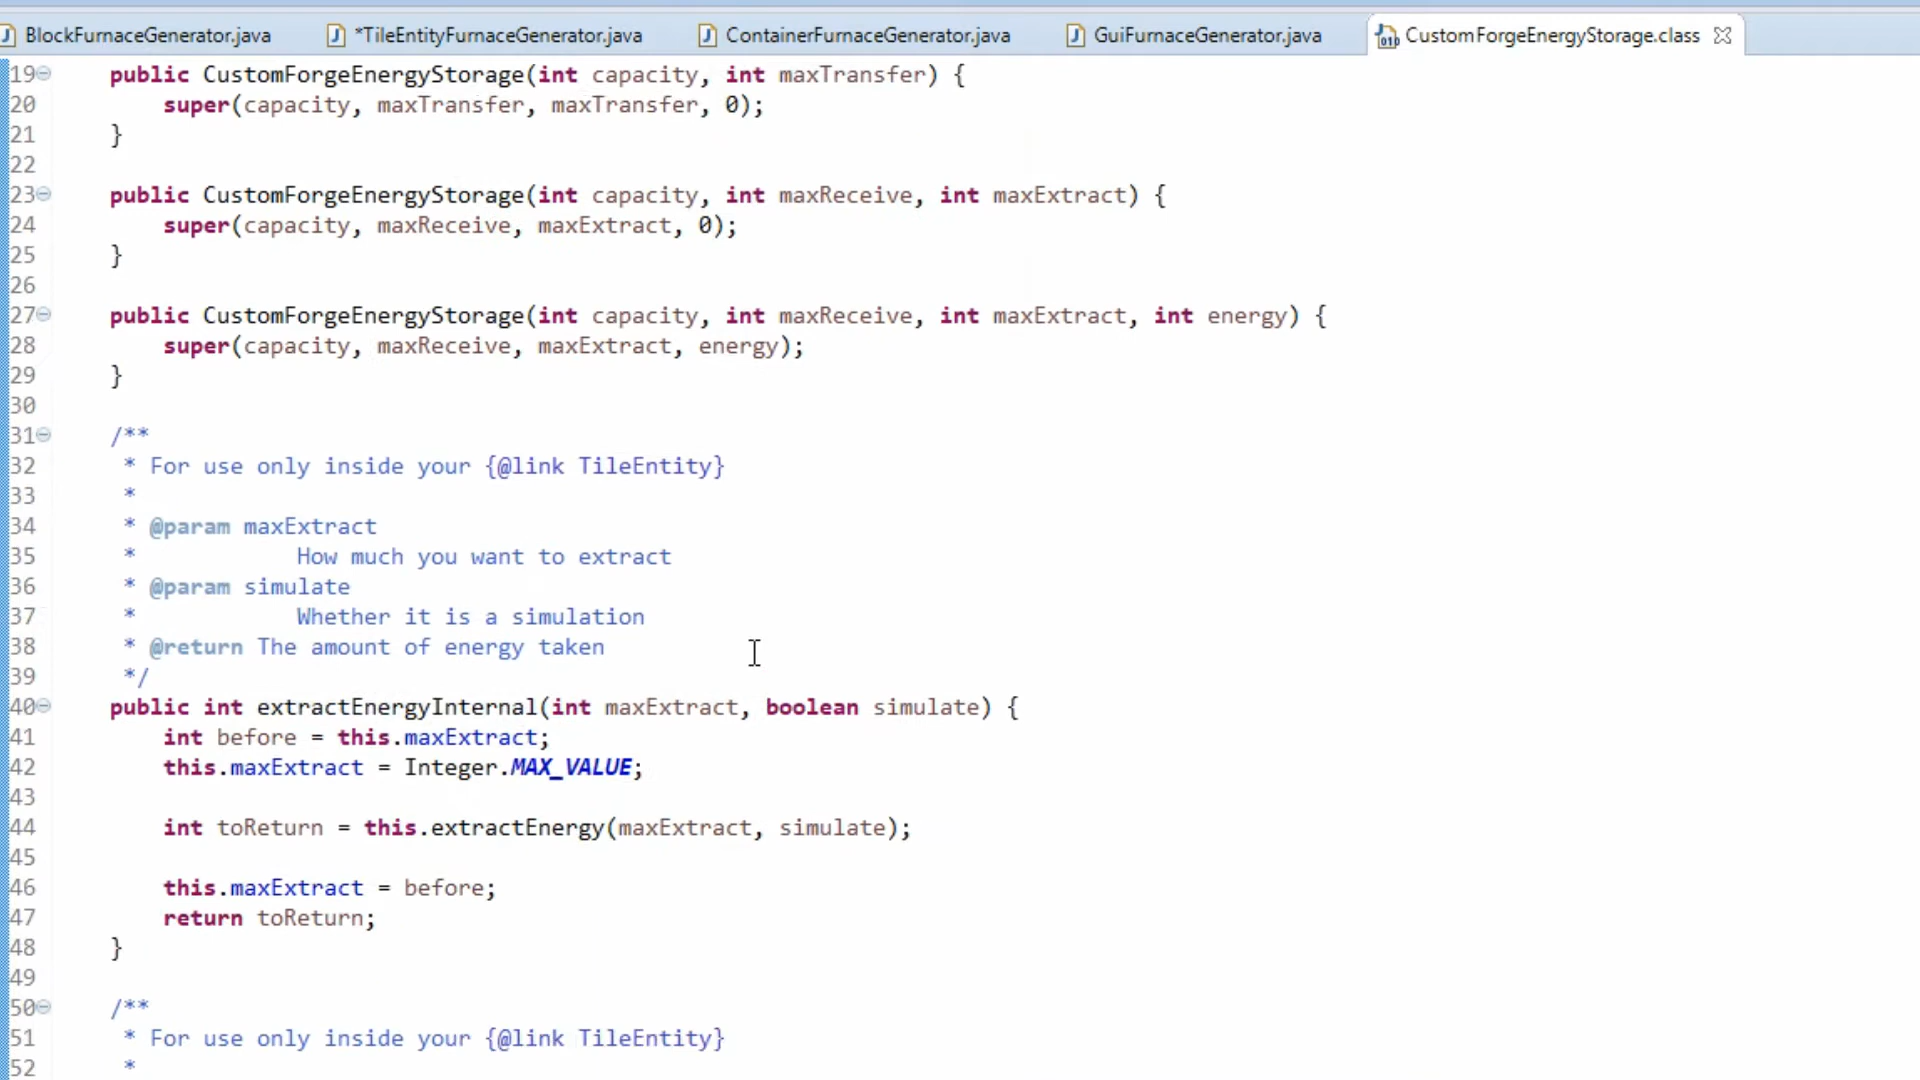 BlockFurnaceGenerator.java *TileEntityFurnaceGenerator.java ContainerFurnaceGenerator.java GuiFurnaceGenerator.java CustomForgeEnergyStorage.class
19 public CustomForgeEnergyStorage(int capacity, int maxTransfer) {
20 super(capacity, maxTransfer, maxTransfer, 0);
21 }
22
23 public CustomForgeEnergyStorage(int capacity, int maxReceive, int maxExtract) {
24 super(capacity, maxReceive, maxExtract, 0);
25 }
26
27 public CustomForgeEnergyStorage(int capacity, int maxReceive, int maxExtract, int energy) {
28 super(capacity, maxReceive, maxExtract, energy);
29 }
30
31 /**
32 * For use only inside your {@link TileEntity}
33 *
34 * @param maxExtract
35 * How much you want to extract
36 * @param simulate
37 * Whether it is a simulation
38 * @return The amount of energy taken
39 */
40 public int extractEnergyInternal(int maxExtract, boolean simulate) {
41 int before = this.maxExtract;
42 this.maxExtract = Integer.MAX_VALUE;
43
44 int toReturn = this.extractEnergy(maxExtract, simulate);
45
46 this.maxExtract = before;
47 return toReturn;
48 }
49
50 /**
51 * For use only inside your {@link TileEntity}
52 *